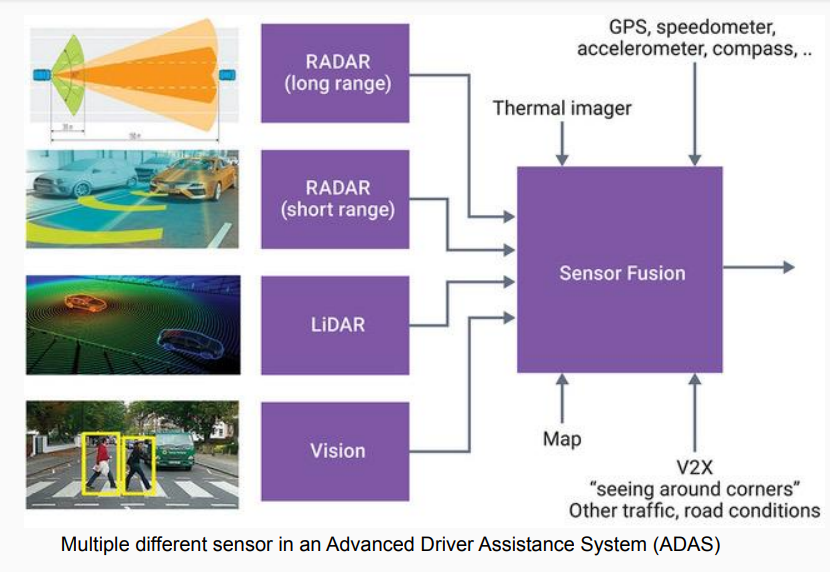 RADAR
(long range)
RADAR
(short range)
LiDAR
Vision
Thermal imager
GPS, speedometer,
accelerometer, compass, ..
Sensor Fusion
Map
V2X
“seeing around corners”
Other traffic, road conditions
Multiple different sensor in an Advanced Driver Assistance System (ADAS)